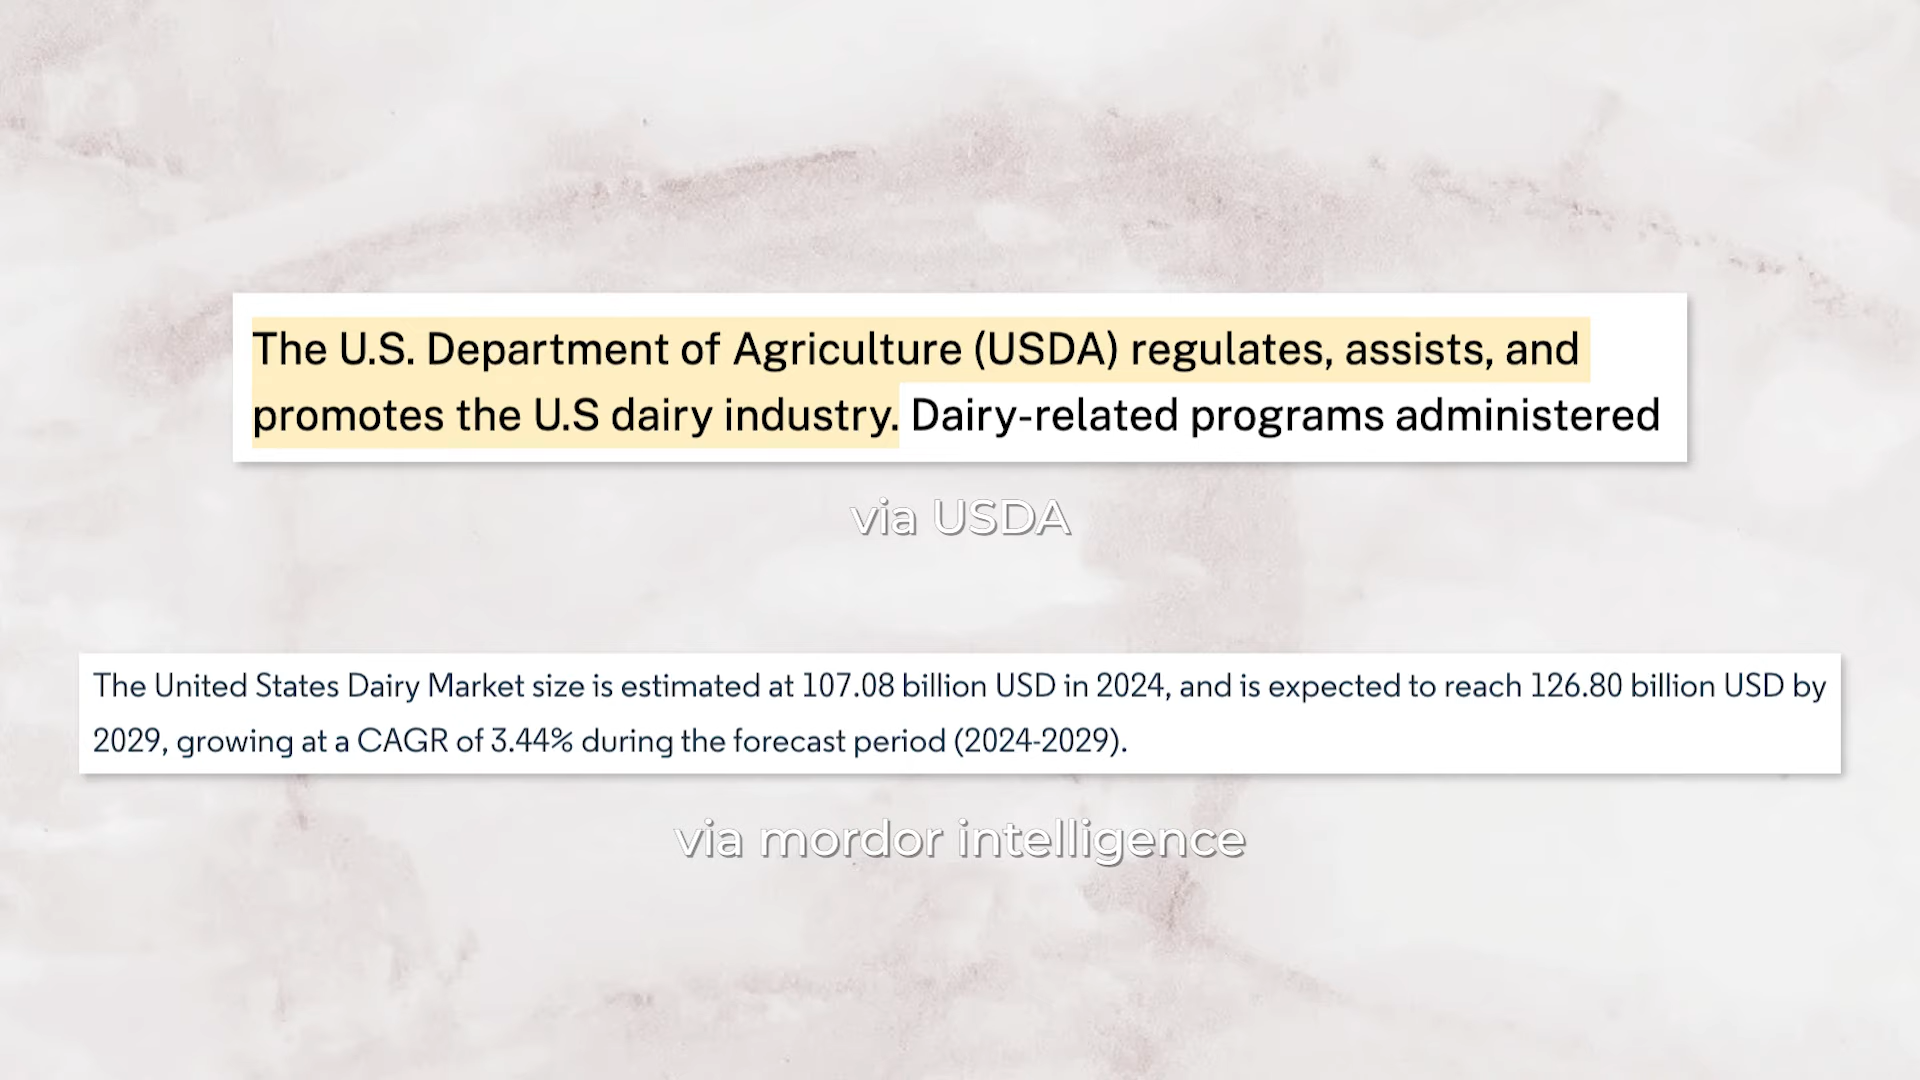 The U.S. Department of Agriculture (USDA) regulates, assists, and
promotes the U.S dairy industry. Dairy-related programs administered
via USDA
The United States Dairy Market size is estimated at 107.08 billion USD in 2024, and is expected to reach 126.80 billion USD by
2029, growing at a CAGR of 3.44% during the forecast period (2024-2029).
via mordor intelligence